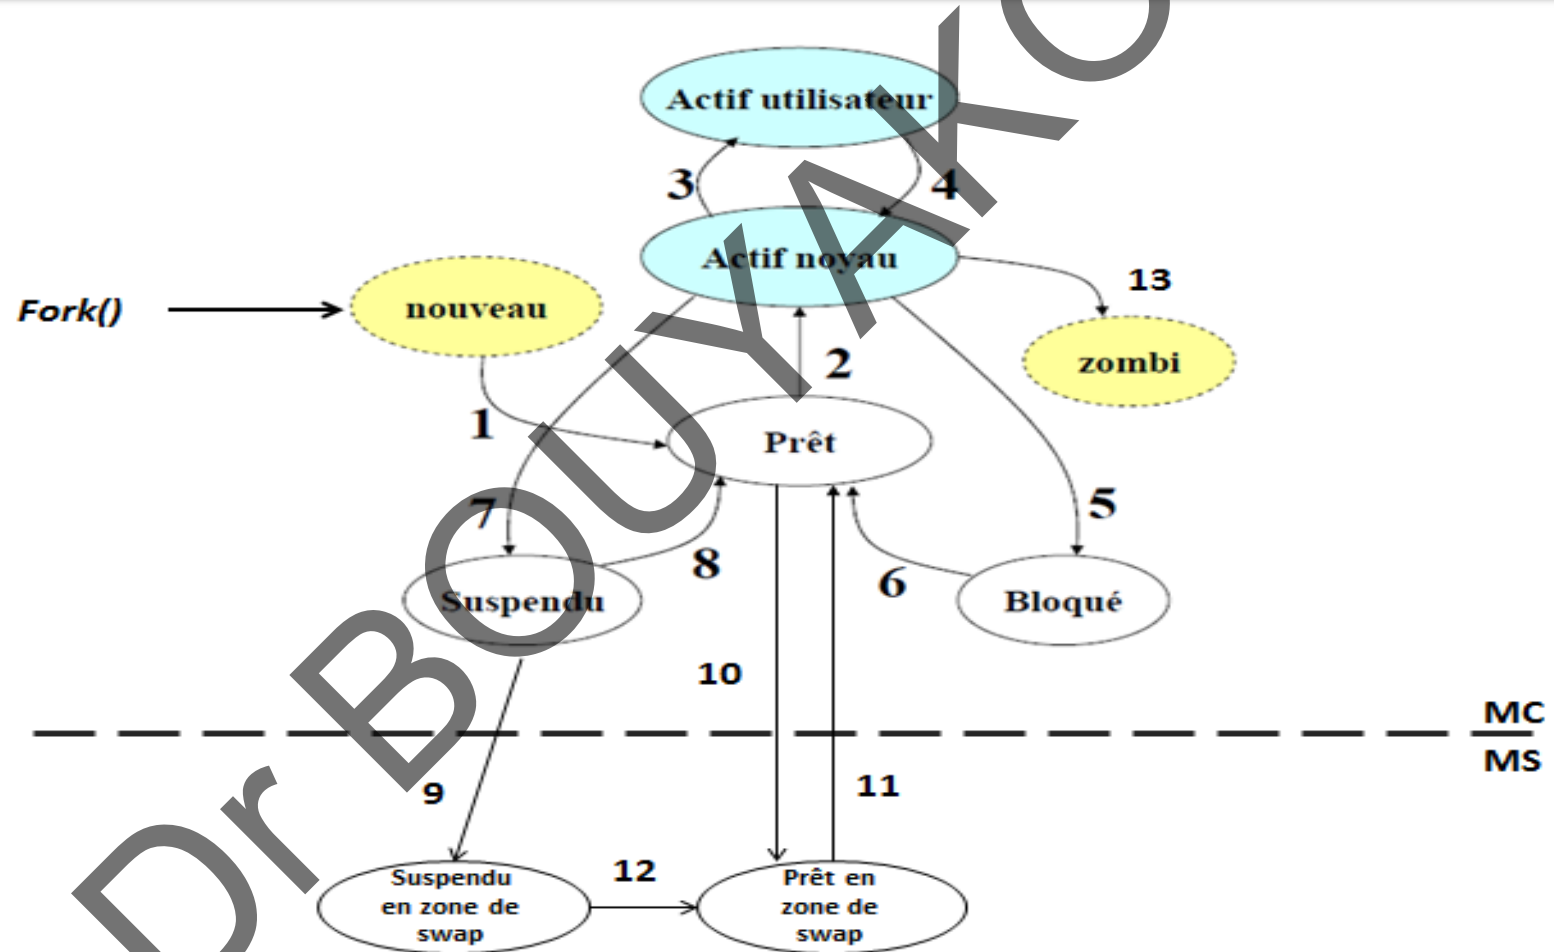 Actif utilisateur
3
4
Actif noyau
13
Fork()
nouveau
zombi
2
1
Prêt
7
5
8
6
Suspendu
Bloqué
10
MC
MS
9
11
12
Suspendu
en zone de
swap
Prêt en
zone de
swap
Dr BOUYAKO